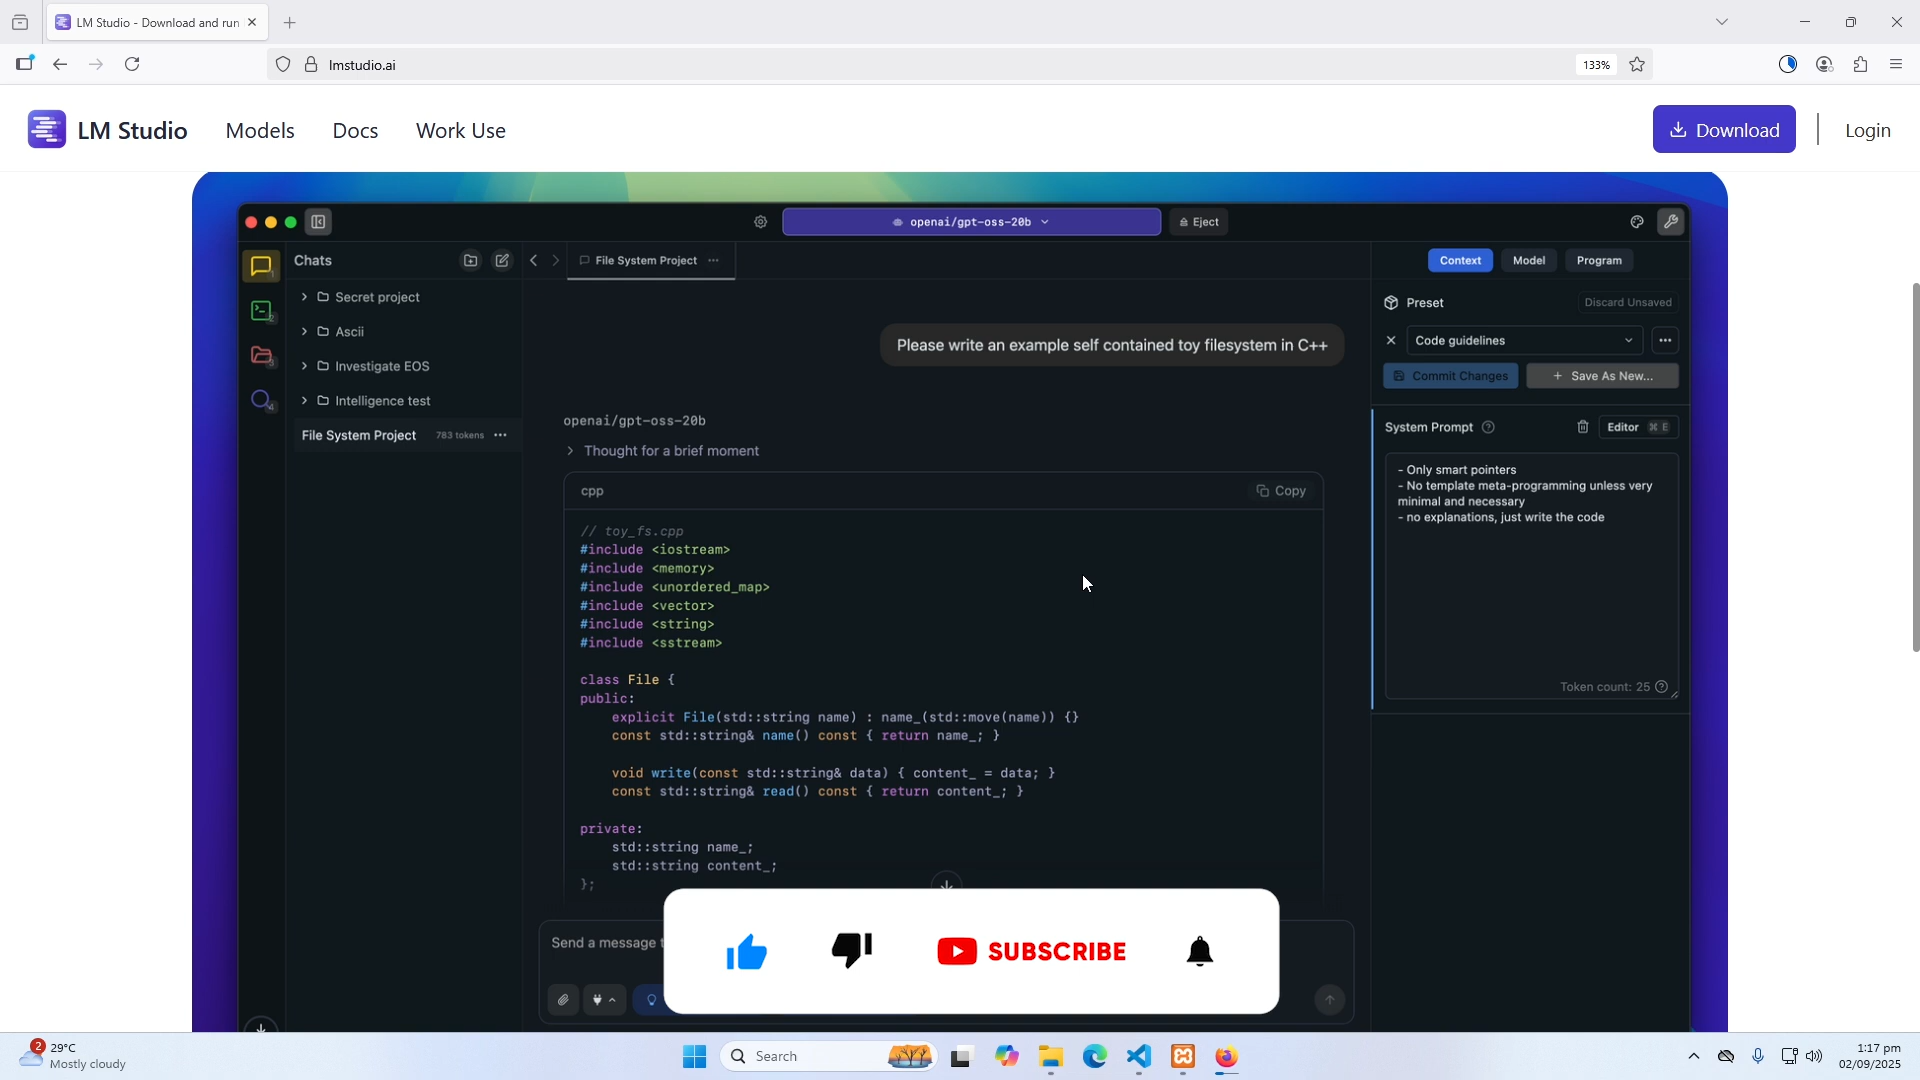 LM Studio - Download and run
lmstudio.ai
133%
LM Studio
Models
Docs
Work Use
Download
Login
openai/gpt-oss-20b
Eject
Chats
File System Project
Context
Model
Program
Secret project
Ascii
Investigate EOS
Intelligence test
File System Project
783 tokens
Preset
Discard Unsaved
Code guidelines
Commit Changes
+ Save As New...
Please write an example self contained toy filesystem in C++
openai/gpt-oss-20b
Thought for a brief moment
System Prompt
Editor ⌘ E
- Only smart pointers
- No template meta-programming unless very
minimal and necessary
- no explanations, just write the code
Token count: 25
cpp
Copy
// toy_fs.cpp
#include <iostream>
#include <memory>
#include <unordered_map>
#include <vector>
#include <string>
#include <sstream>
class File {
public:
explicit File(std::string name) : name_(std::move(name)) {}
const std::string& name() const { return name_; }
void write(const std::string& data) { content_ = data; }
const std::string& read() const { return content_; }
private:
std::string name_;
std::string content_;
};
Send a message
SUBSCRIBE
2
29°C
Mostly cloudy
Search
1:17 pm
02/09/2025